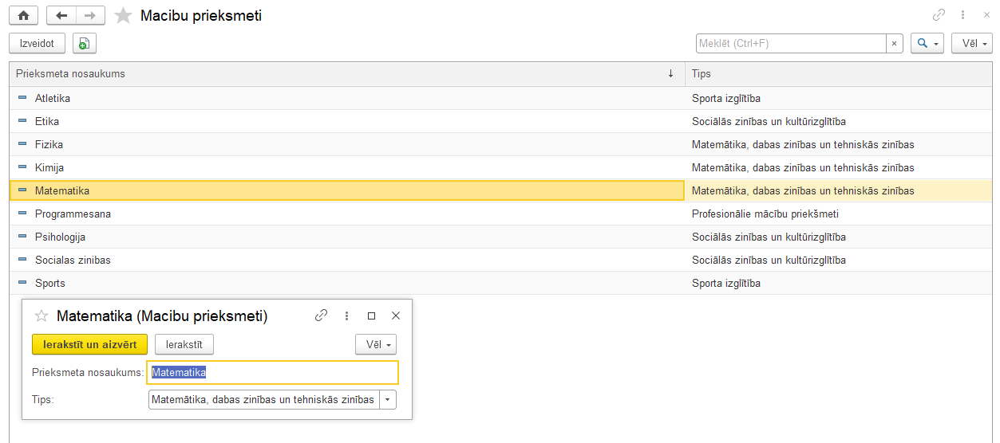 Macibu prieksmeti
Izveidot
Meklēt (Ctrl+F)
×
Vēl
Prieksmeta nosaukums ↓ Tips
Atletika Sporta izglītība
Etika Sociālās zinības un kultūrizglītība
Fizika Matemātika, dabas zinības un tehniskās zinības
Kimija Matemātika, dabas zinības un tehniskās zinības
Matematika Matemātika, dabas zinības un tehniskās zinības
Programmesana Profesionālie mācību priekšmeti
Psihologija Sociālās zinības un kultūrizglītība
Socialas zinibas Sociālās zinības un kultūrizglītība
Sports Sporta izglītība
Matematika (Macibu prieksmeti)
Ierakstīt un aizvērt Ierakstīt Vēl
Prieksmeta nosaukums: Matematika
Tips: Matemātika, dabas zinības un tehniskās zinības